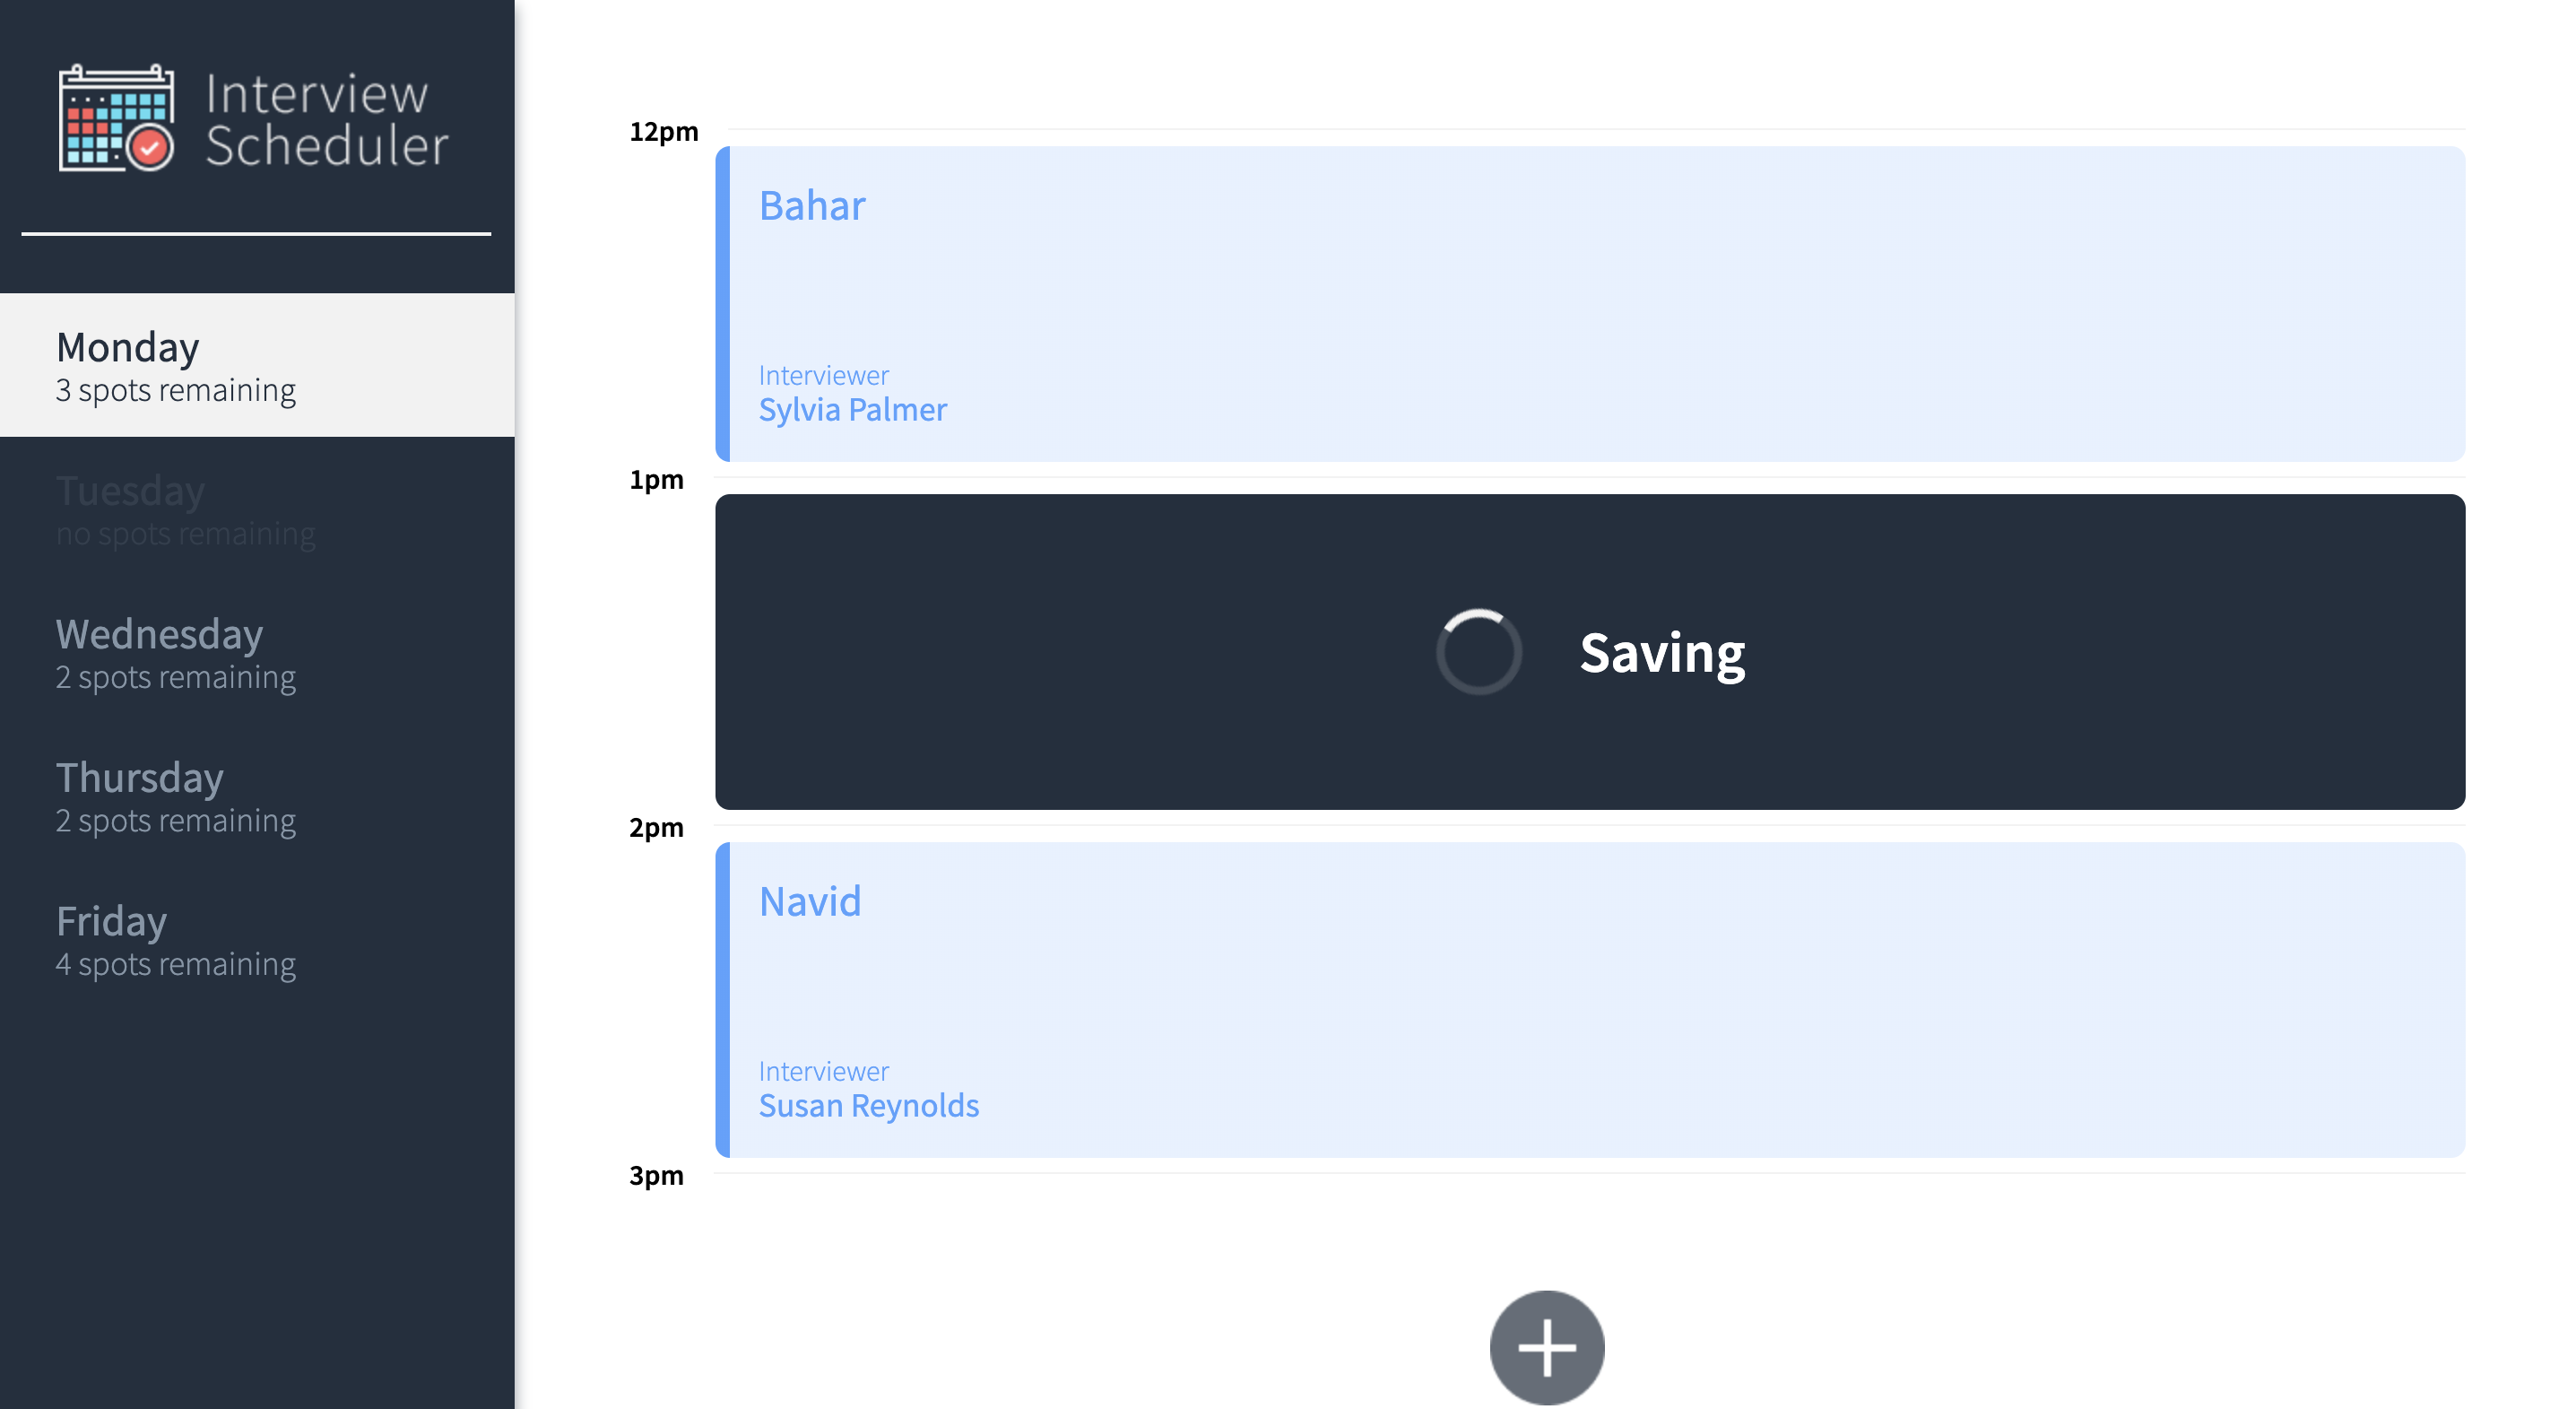 Interview
Scheduler
Monday
3 spots remaining
Tuesday
no spots remaining
Wednesday
2 spots remaining
Thursday
2 spots remaining
Friday
4 spots remaining
12pm
Bahar
Interviewer
Sylvia Palmer
1pm
Saving
2pm
Navid
Interviewer
Susan Reynolds
3pm